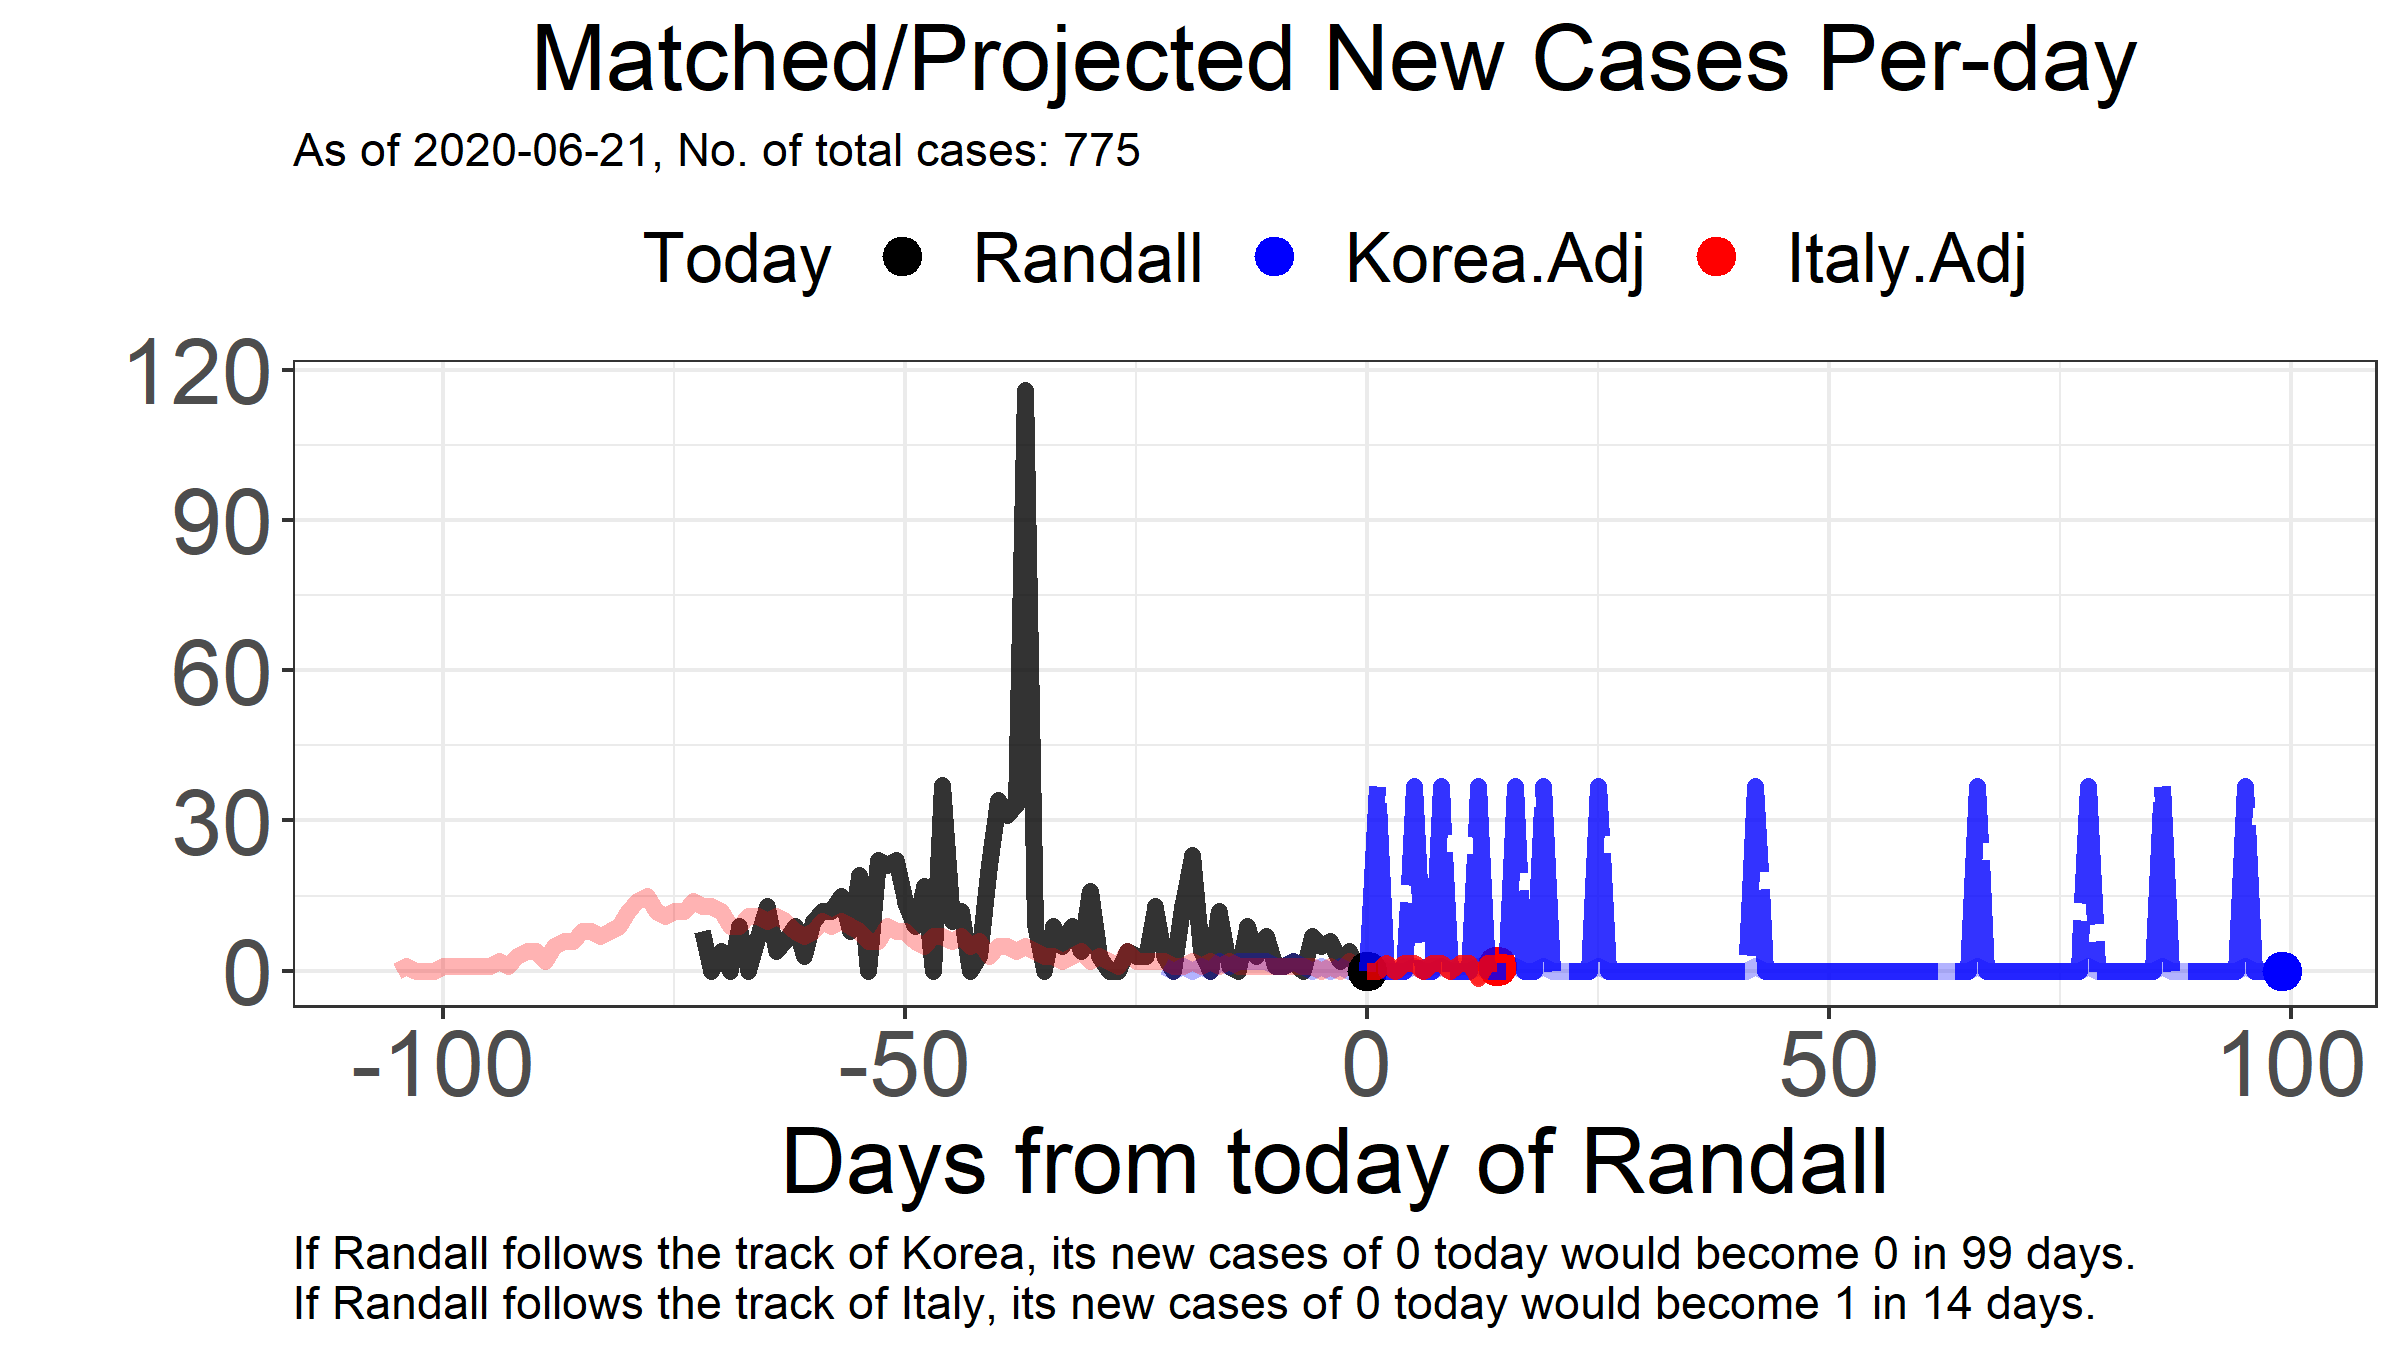 Matched/Projected New Cases Per-day
As of 2020-06-21, No. of total cases: 775
Today Randall Korea.Adj Italy.Adj
120
90
60
30
0
-100 -50 0 50 100
Days from today of Randall
If Randall follows the track of Korea, its new cases of 0 today would become 0 in 99 days.
If Randall follows the track of Italy, its new cases of 0 today would become 1 in 14 days.